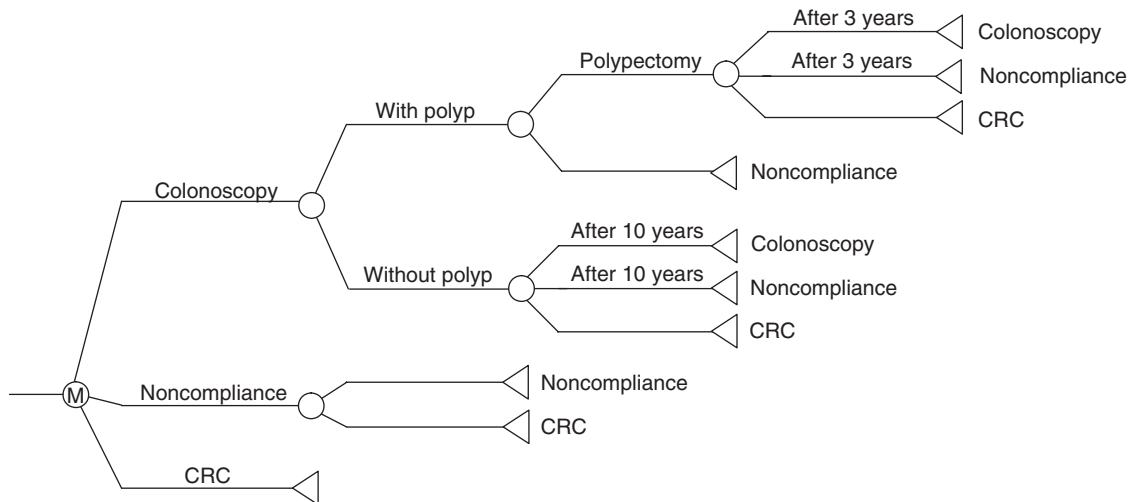 After 3 years
Colonoscopy
After 3 years
Noncompliance
Polypectomy
CRC
With polyp
Noncompliance
Colonoscopy
After 10 years
Colonoscopy
After 10 years
Noncompliance
Without polyp
CRC
M
Noncompliance
Noncompliance
CRC
CRC